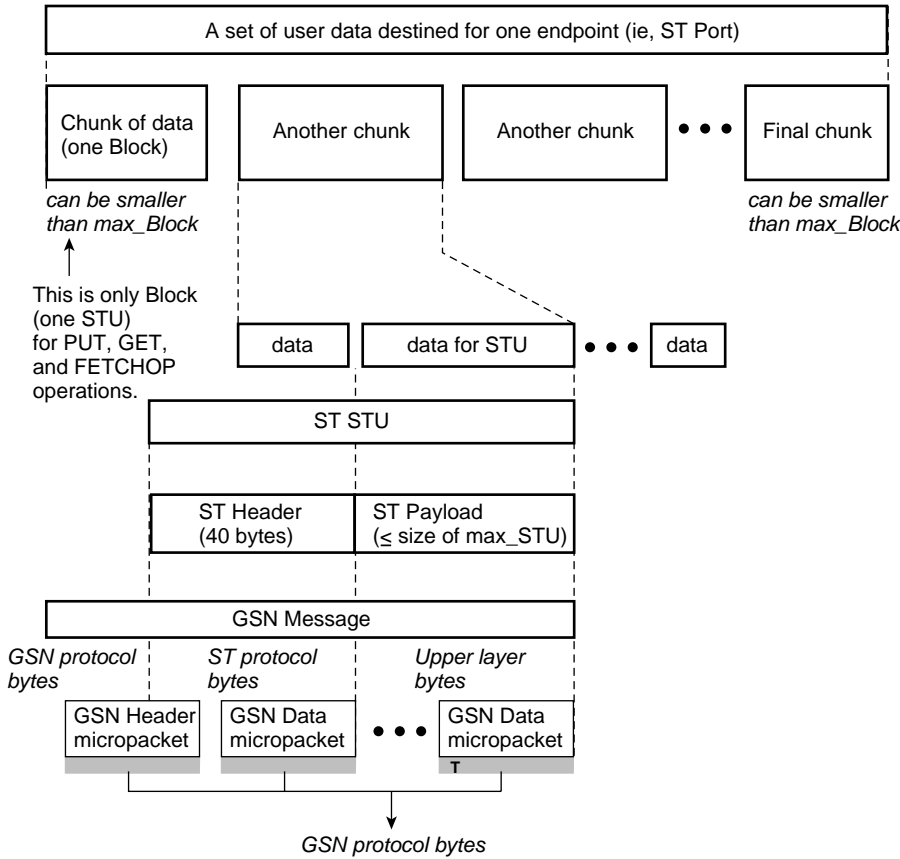 A set of user data destined for one endpoint (ie, ST Port)
Chunk of data
(one Block)
Another chunk
Another chunk
Final chunk
can be smaller
than max_Block
can be smaller
than max_Block
This is only Block
(one STU)
for PUT, GET,
and FETCHOP
operations.
data
data for STU
data
ST STU
ST Header
(40 bytes)
ST Payload
(≤ size of max_STU)
GSN Message
GSN protocol
bytes
ST protocol
bytes
Upper layer
bytes
GSN Header
micropacket
GSN Data
micropacket
GSN Data
micropacket
T
GSN protocol bytes